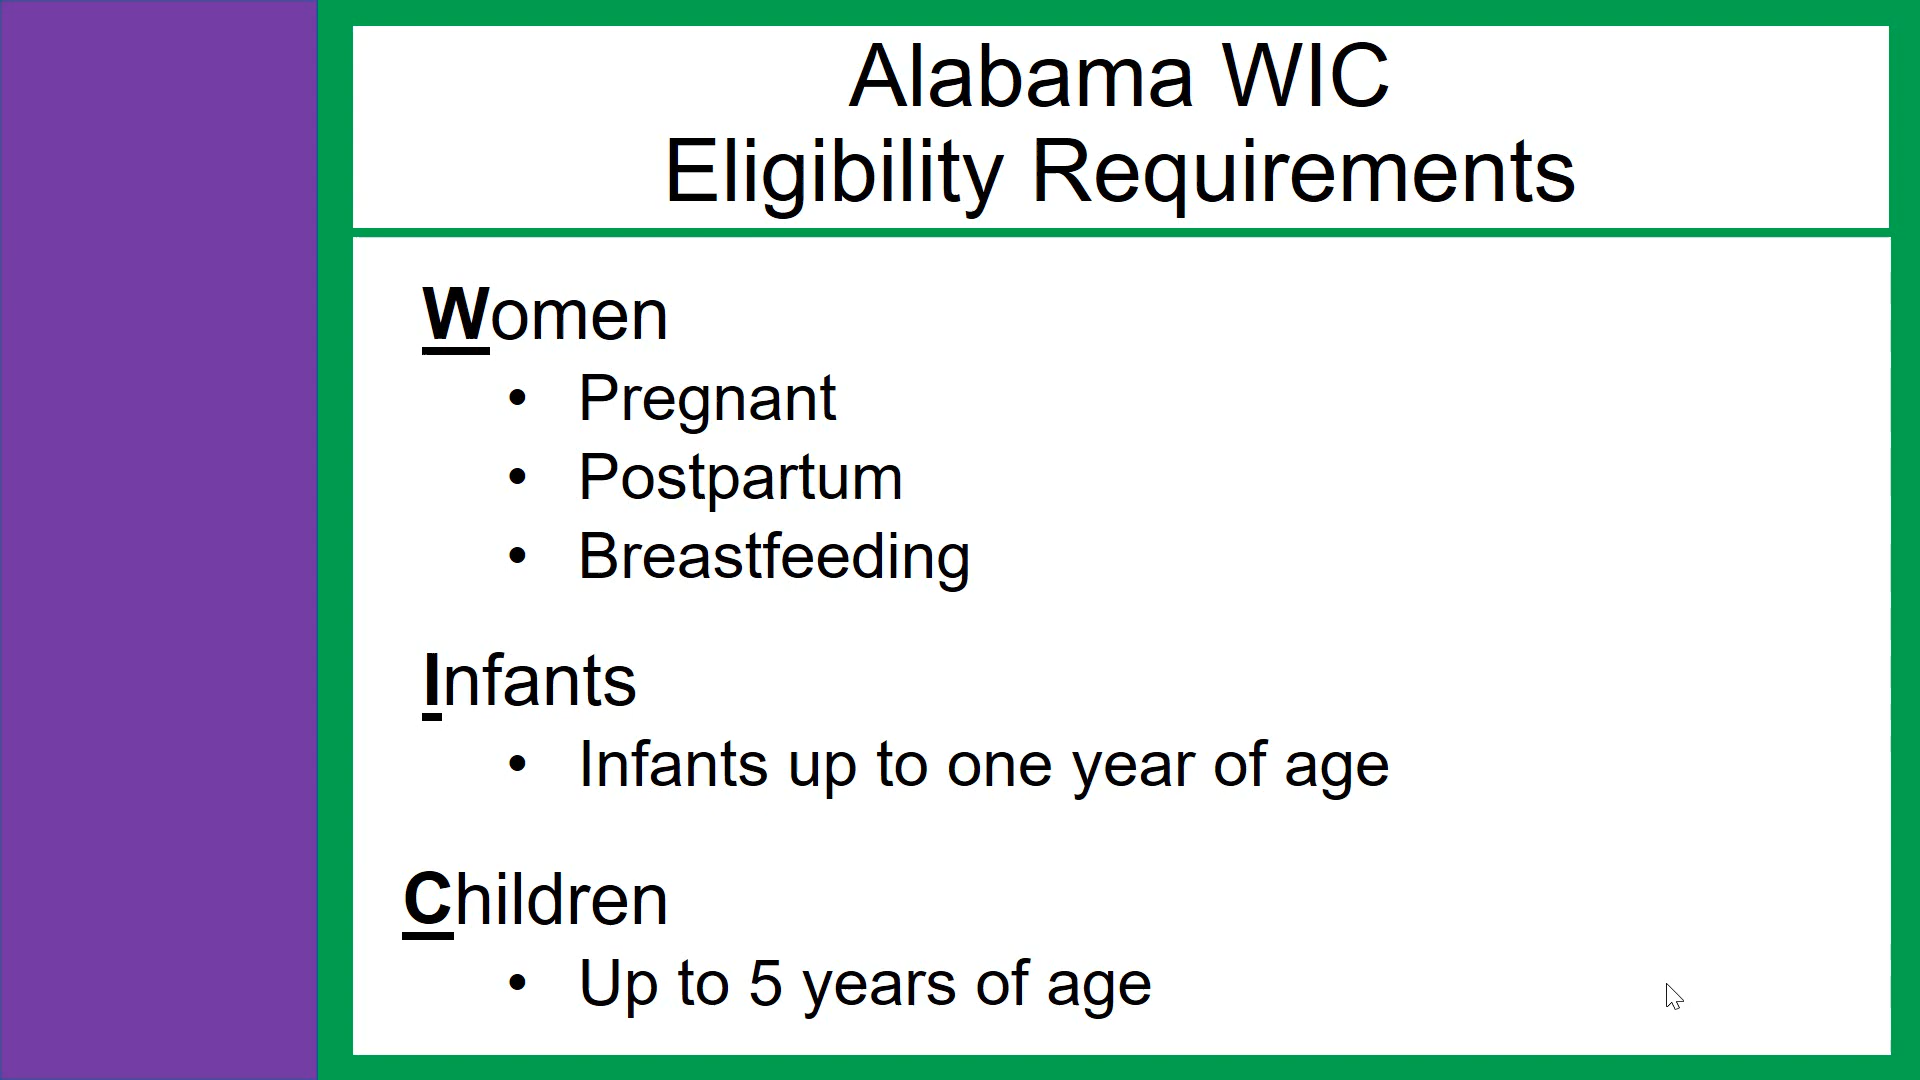 Alabama WIC
Eligibility Requirements
Women
• Pregnant
• Postpartum
• Breastfeeding
Infants
• Infants up to one year of age
Children
• Up to 5 years of age